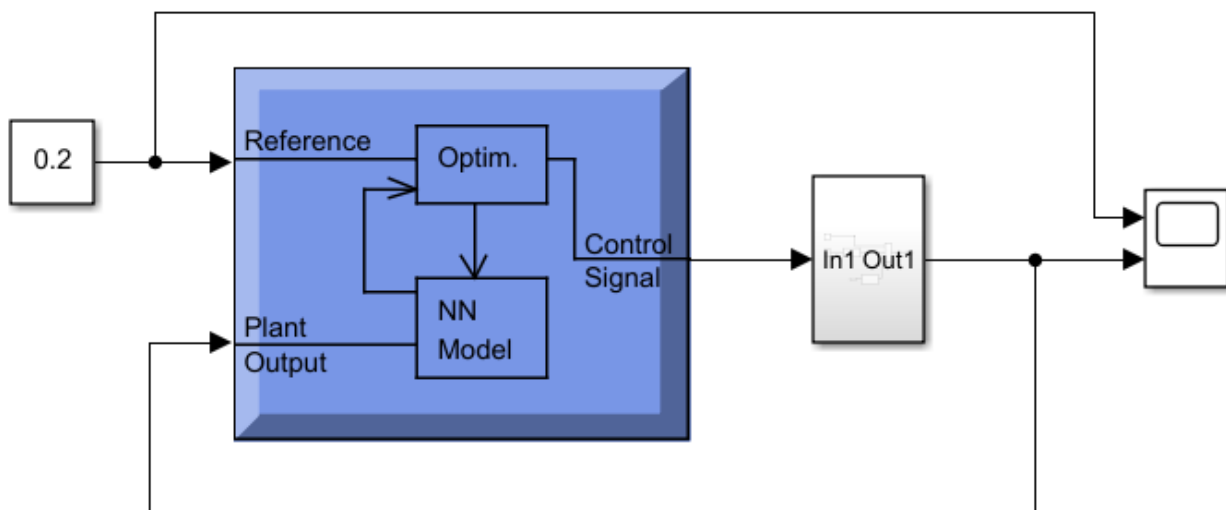 0.2
Reference
Optim.
Control
Signal
NN
Model
Plant
Output
In1 Out1